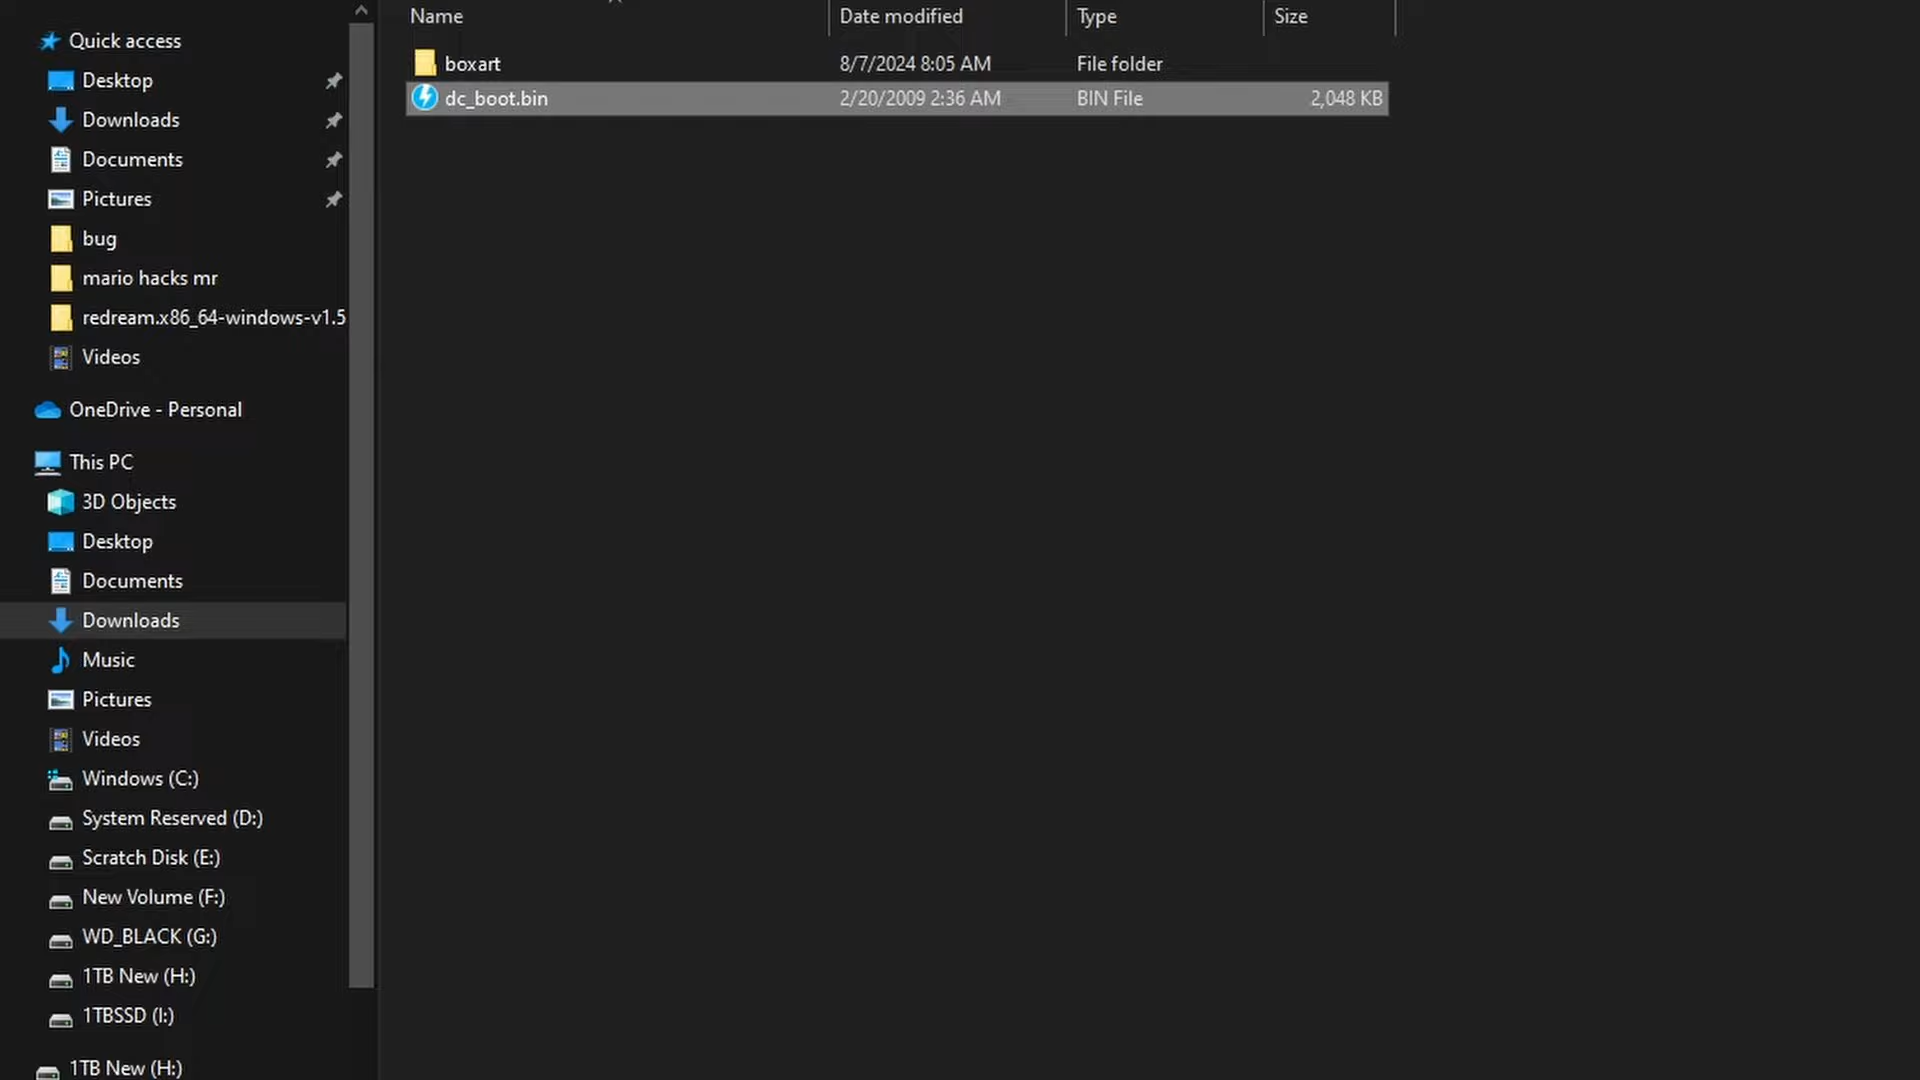 Name Date modified Type Size
boxart 8/7/2024 8:05 AM File folder
dc_boot.bin 2/20/2009 2:36 AM BIN File 2,048 KB
Quick access
Desktop
Downloads
Documents
Pictures
bug
mario hacks mr
redream.x86_64-windows-v1.5
Videos
OneDrive - Personal
This PC
3D Objects
Desktop
Documents
Downloads
Music
Pictures
Videos
Windows (C:)
System Reserved (D:)
Scratch Disk (E:)
New Volume (F:)
WD_BLACK (G:)
1TB New (H:)
1TBSSD (I:)
1TB New (H:)